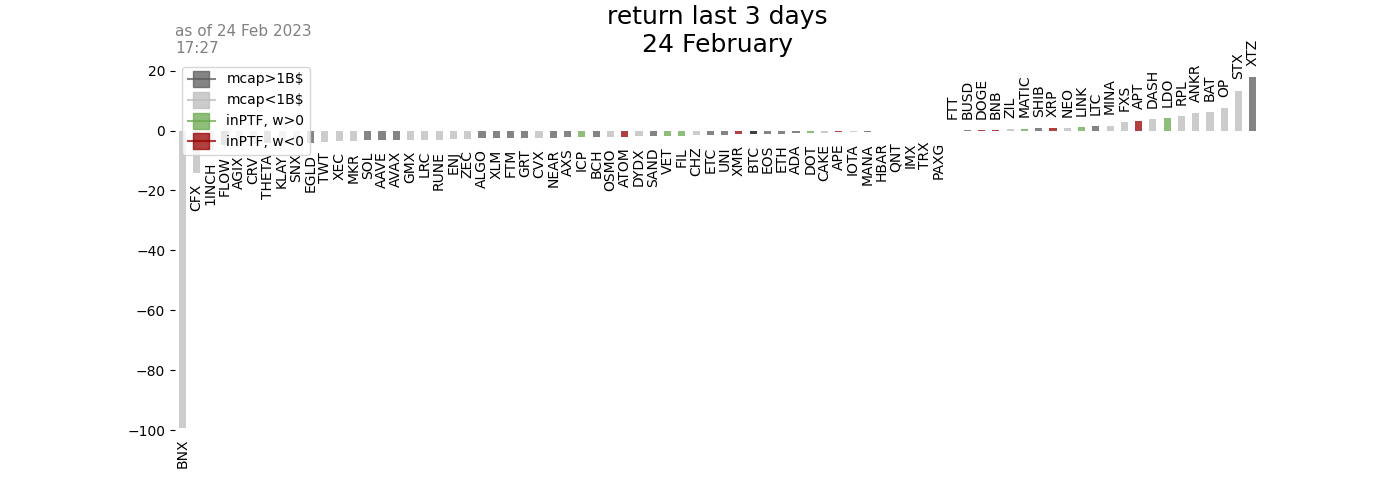 return last 3 days
24 February
as of 24 Feb 2023
17:27
mcap>1B$
mcap<1B$
inPTF, w>0
inPTF, w<0
20
0
−20
−40
−60
−80
−100
BNX
CFX
1INCH
FLOW
AGIX
CRV
THETA
KLAY
SNX
EGLD
TWT
XEC
MKR
SOL
AAVE
AVAX
GMX
LRC
RUNE
ENJ
ZEC
ALGO
XLM
FTM
GRT
CVX
NEAR
AXS
ICP
BCH
OSMO
ATOM
DYDX
SAND
VET
FIL
CHZ
ETC
UNI
XMR
BTC
EOS
ETH
ADA
DOT
CAKE
APE
IOTA
MANA
HBAR
QNT
IMX
TRX
PAXG
FTT
BUSD
DOGE
BNB
ZIL
MATIC
SHIB
XRP
NEO
LINK
LTC
MINA
FXS
APT
DASH
LDO
RPL
ANKR
BAT
OP
STX
XTZ